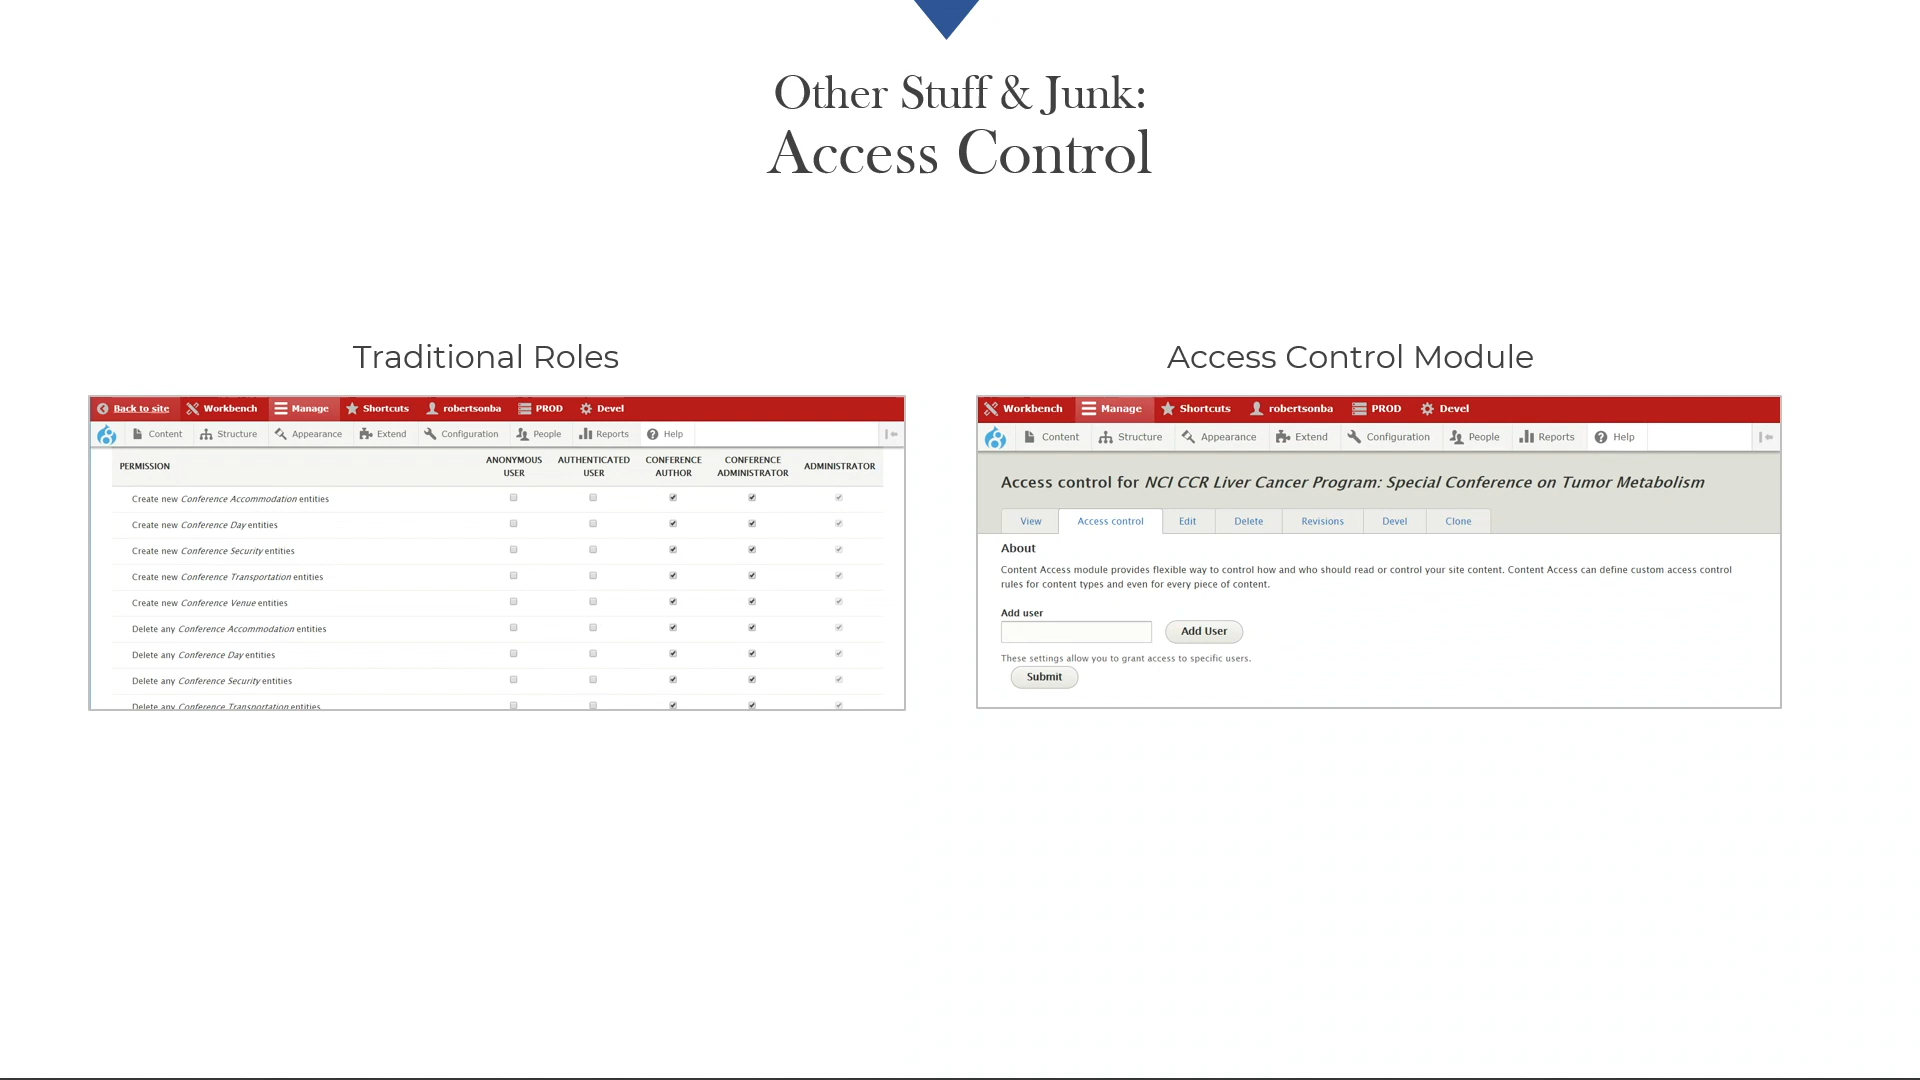 Other Stuff & Junk:
Access Control
Traditional Roles
Back to site Workbench Manage Shortcuts robertsonba PROD Devel
Content Structure Appearance Extend Configuration People Reports Help
PERMISSION ANONYMOUS USER AUTHENTICATED USER CONFERENCE AUTHOR CONFERENCE ADMINISTRATOR ADMINISTRATOR
Create new Conference Accommodation entities
Create new Conference Day entities
Create new Conference Security entities
Create new Conference Transportation entities
Create new Conference Venue entities
Delete any Conference Accommodation entities
Delete any Conference Day entities
Delete any Conference Security entities
Delete any Conference Transportation entities
Access Control Module
Workbench Manage Shortcuts robertsonba PROD Devel
Content Structure Appearance Extend Configuration People Reports Help
Access control for NCI CCR Liver Cancer Program: Special Conference on Tumor Metabolism
View Access control Edit Delete Revisions Devel Clone
About
Content Access module provides flexible way to control how and who should read or control your site content. Content Access can define custom access control
rules for content types and even for every piece of content.
Add user
Add User
These settings allow you to grant access to specific users.
Submit